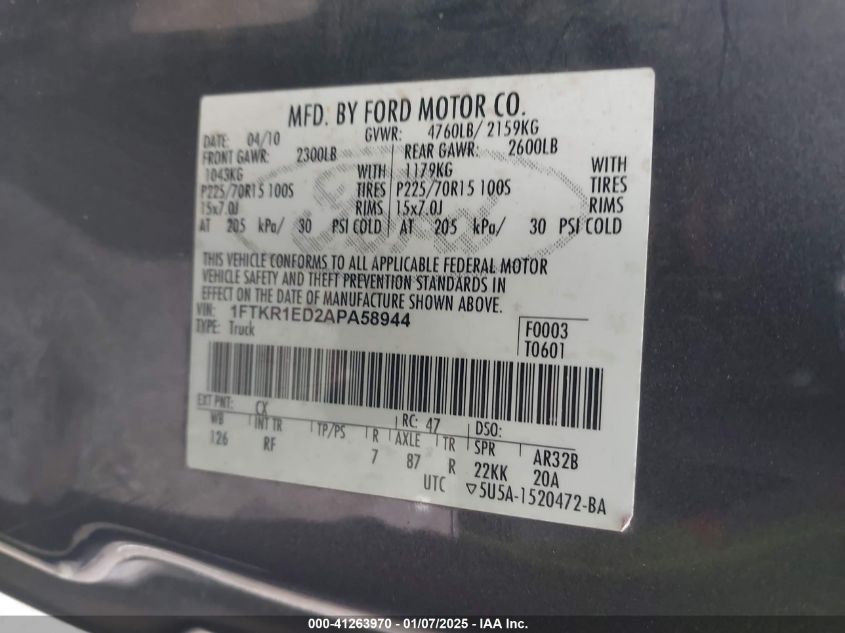 MFD. BY FORD MOTOR CO.
DATE: 04/10 GVWR: 4760LB/ 2159KG
FRONT GAWR: 2300LB REAR GAWR: 2600LB
1043KG WITH 1179KG WITH
P225/70R15 100S TIRES P225/70R15 100S TIRES
15x7.0J RIMS 15x7.0J RIMS
AT 205 kPa/ 30 PSI COLD AT 205 kPa/ 30 PSI COLD
THIS VEHICLE CONFORMS TO ALL APPLICABLE FEDERAL MOTOR
VEHICLE SAFETY AND THEFT PREVENTION STANDARDS IN
EFFECT ON THE DATE OF MANUFACTURE SHOWN ABOVE.
VIN: 1FTKR1ED2APA58944
TYPE: Truck
F0003
T0601
EXT PNT: CX RC: 47 DSO:
WB INT TR TP/PS R AXLE TR SPR AR32B
126 RF 7 87 R 22KK 20A
UTC ▽5U5A-1520472-BA
000-41263970 - 01/07/2025 - IAA Inc.